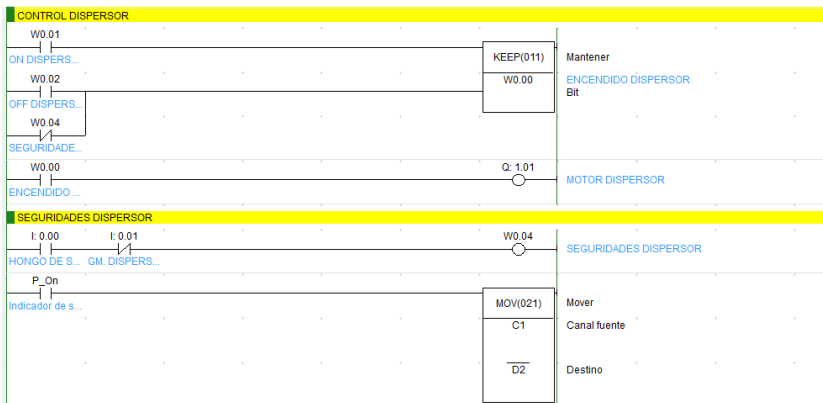 CONTROL DISPERSOR
W0.01
ON DISPERS...
KEEP(011) Mantener
W0.02
W0.00 ENCENDIDO DISPERSOR
Bit
OFF DISPERS...
W0.04
SEGURIDADE...
W0.00 Q: 1.01
MOTOR DISPERSOR
ENCENDIDO ...
SEGURIDADES DISPERSOR
I: 0.00 I: 0.01 W0.04
SEGURIDADES DISPERSOR
HONGO DE S... GM. DISPERS...
P_On
Indicador de s...
MOV(021) Mover
C1 Canal fuente
D2 Destino